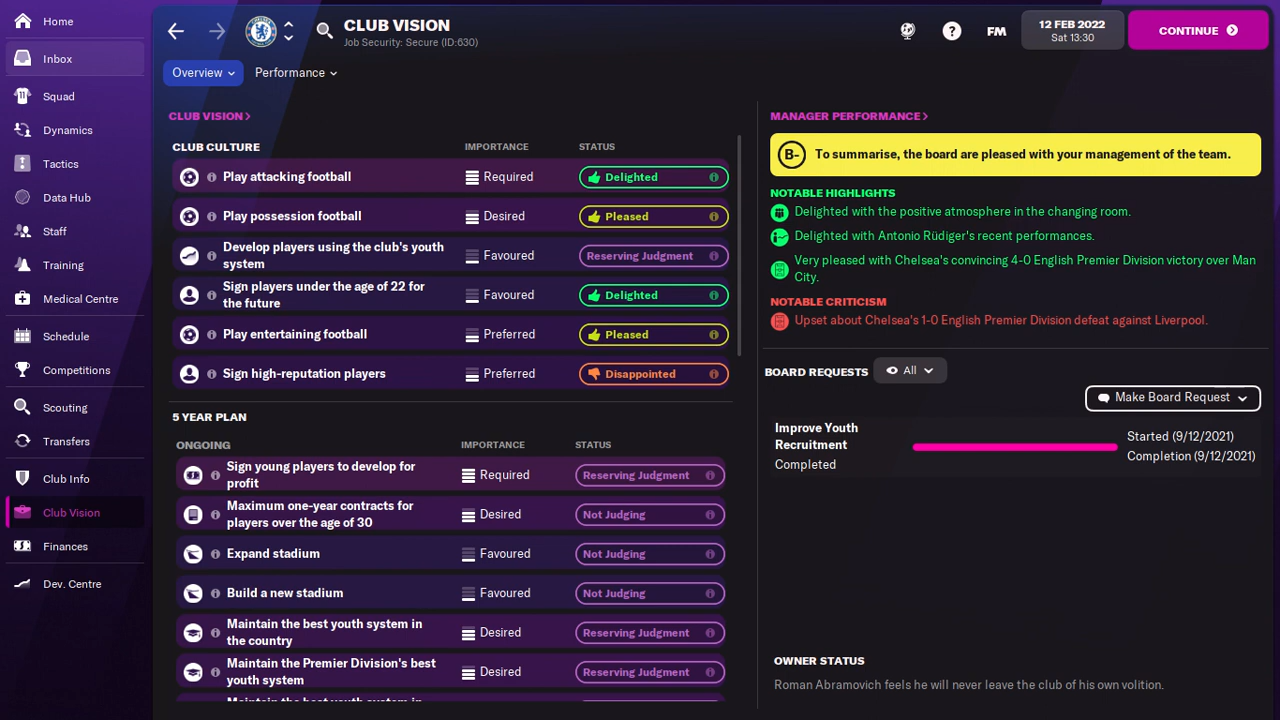 Home
Inbox
Squad
Dynamics
Tactics
Data Hub
Staff
Training
Medical Centre
Schedule
Competitions
Scouting
Transfers
Club Info
Club Vision
Finances
Dev. Centre
CLUB VISION
Job Security: Secure (ID:630)
FM
12 FEB 2022
Sat 13:30
CONTINUE
Overview
Performance
CLUB VISION
CLUB CULTURE IMPORTANCE STATUS
Play attacking football Required Delighted
Play possession football Desired Pleased
Develop players using the club's youth
system Favoured Reserving Judgment
Sign players under the age of 22 for
the future Favoured Delighted
Play entertaining football Preferred Pleased
Sign high-reputation players Preferred Disappointed
5 YEAR PLAN
ONGOING IMPORTANCE STATUS
Sign young players to develop for
profit Required Reserving Judgment
Maximum one-year contracts for
players over the age of 30 Desired Not Judging
Expand stadium Favoured Not Judging
Build a new stadium Favoured Not Judging
Maintain the best youth system in
the country Desired Reserving Judgment
Maintain the Premier Division's best
youth system Desired Reserving Judgment
MANAGER PERFORMANCE
B- To summarise, the board are pleased with your management of the team.
NOTABLE HIGHLIGHTS
Delighted with the positive atmosphere in the changing room.
Delighted with Antonio Rüdiger's recent performances.
Very pleased with Chelsea's convincing 4-0 English Premier Division victory over Man
City.
NOTABLE CRITICISM
Upset about Chelsea's 1-0 English Premier Division defeat against Liverpool.
BOARD REQUESTS All
Make Board Request
Improve Youth
Recruitment
Completed
Started (9/12/2021)
Completion (9/12/2021)
OWNER STATUS
Roman Abramovich feels he will never leave the club of his own volition.